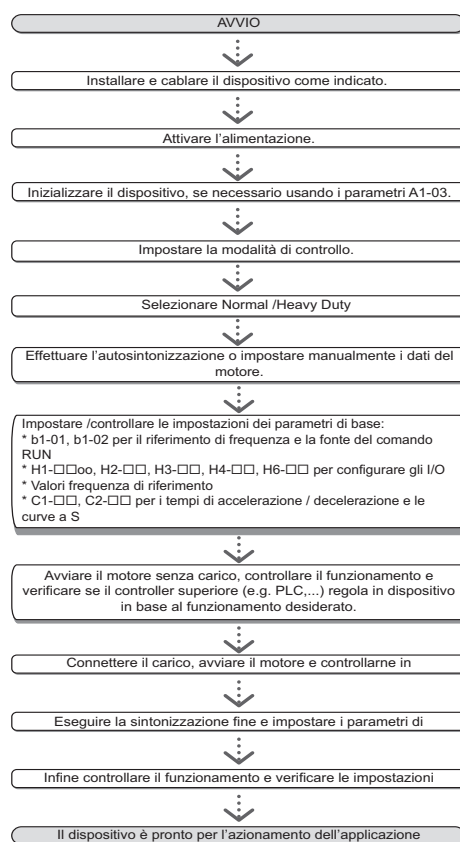 AVVIO
Installare e cablare il dispositivo come indicato.
Attivare l'alimentazione.
Inizializzare il dispositivo, se necessario usando i parametri A1-03.
Impostare la modalità di controllo.
Selezionare Normal /Heavy Duty
Effettuare l'autosintonizzazione o impostare manualmente i dati del
motore.
Impostare /controllare le impostazioni dei parametri di base:
* b1-01, b1-02 per il riferimento di frequenza e la fonte del comando
RUN
* H1-□□oo, H2-□□, H3-□□, H4-□□, H6-□□ per configurare gli I/O
* Valori frequenza di riferimento
* C1-□□, C2-□□ per i tempi di accelerazione / decelerazione e le
curve a S
Avviare il motore senza carico, controllare il funzionamento e
verificare se il controller superiore (e.g. PLC,...) regola in dispositivo
in base al funzionamento desiderato.
Connettere il carico, avviare il motore e controllarne in
Eseguire la sintonizzazione fine e impostare i parametri di
Infine controllare il funzionamento e verificare le impostazioni
Il dispositivo è pronto per l'azionamento dell'applicazione